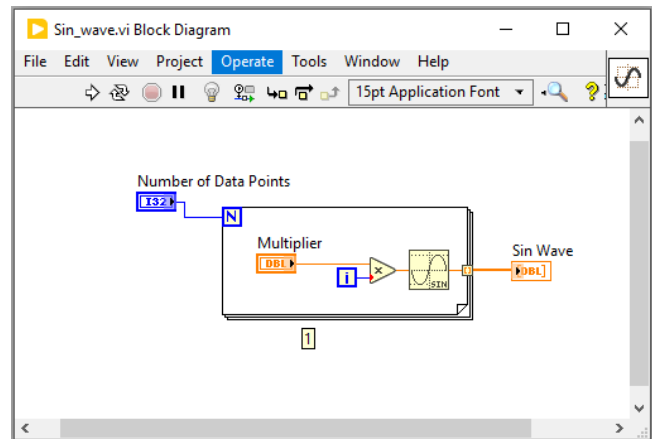 Sin_wave.vi Block Diagram
File Edit View Project Operate Tools Window Help
15pt Application Font
?
Number of Data Points
I32
N
Multiplier
DBL
i
×
SIN
Sin Wave
DBL]
1